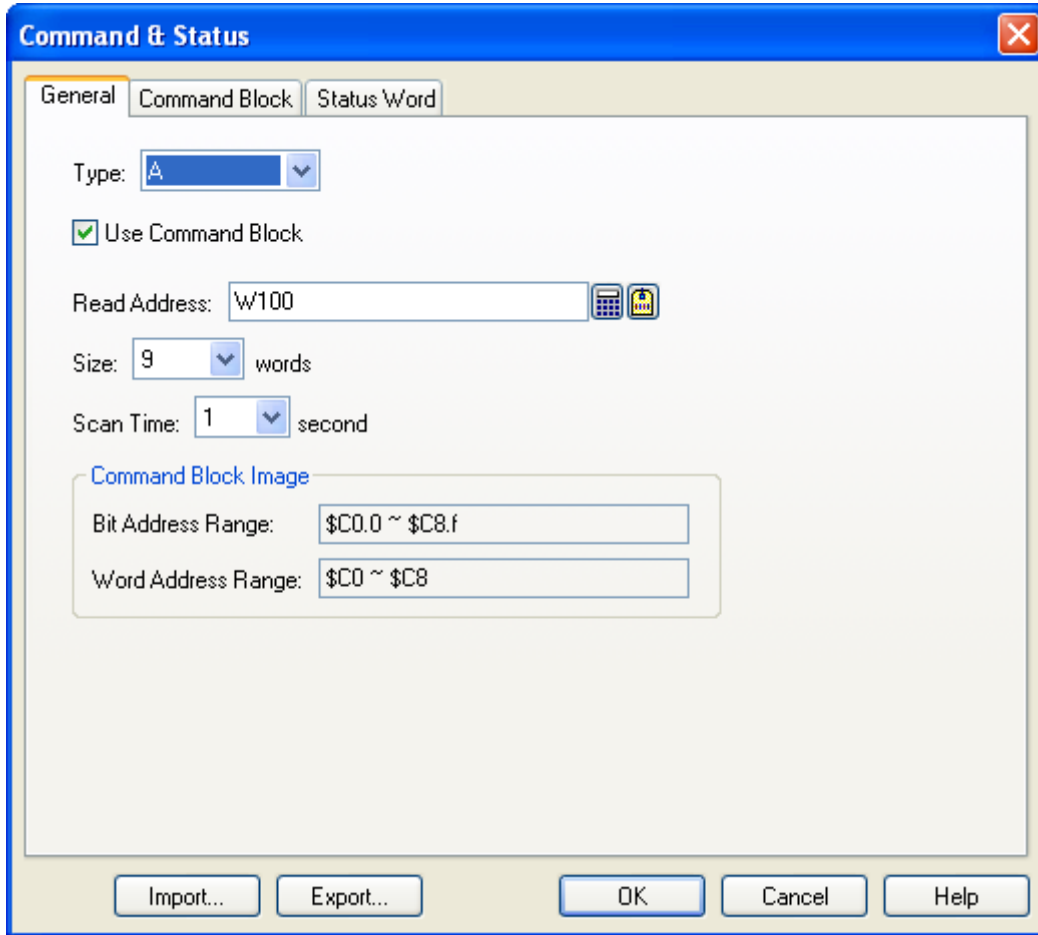 Command & Status
General Command Block Status Word
Type: A
Use Command Block
Read Address: W100
Size: 9 words
Scan Time: 1 second
Command Block Image
Bit Address Range: $C0.0 ~ $C8.f
Word Address Range: $C0 ~ $C8
Import... Export... OK Cancel Help